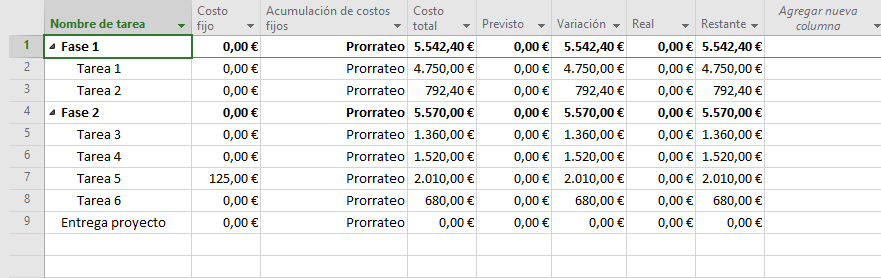 Nombre de tarea Costo fijo Acumulación de costos fijos Costo total Previsto Variación Real Restante Agregar nueva columna
1 Fase 1 0,00 € Prorrateo 5.542,40 € 0,00 € 5.542,40 € 0,00 € 5.542,40 €
2 Tarea 1 0,00 € Prorrateo 4.750,00 € 0,00 € 4.750,00 € 0,00 € 4.750,00 €
3 Tarea 2 0,00 € Prorrateo 792,40 € 0,00 € 792,40 € 0,00 € 792,40 €
4 Fase 2 0,00 € Prorrateo 5.570,00 € 0,00 € 5.570,00 € 0,00 € 5.570,00 €
5 Tarea 3 0,00 € Prorrateo 1.360,00 € 0,00 € 1.360,00 € 0,00 € 1.360,00 €
6 Tarea 4 0,00 € Prorrateo 1.520,00 € 0,00 € 1.520,00 € 0,00 € 1.520,00 €
7 Tarea 5 125,00 € Prorrateo 2.010,00 € 0,00 € 2.010,00 € 0,00 € 2.010,00 €
8 Tarea 6 0,00 € Prorrateo 680,00 € 0,00 € 680,00 € 0,00 € 680,00 €
9 Entrega proyecto 0,00 € Prorrateo 0,00 € 0,00 € 0,00 € 0,00 € 0,00 €